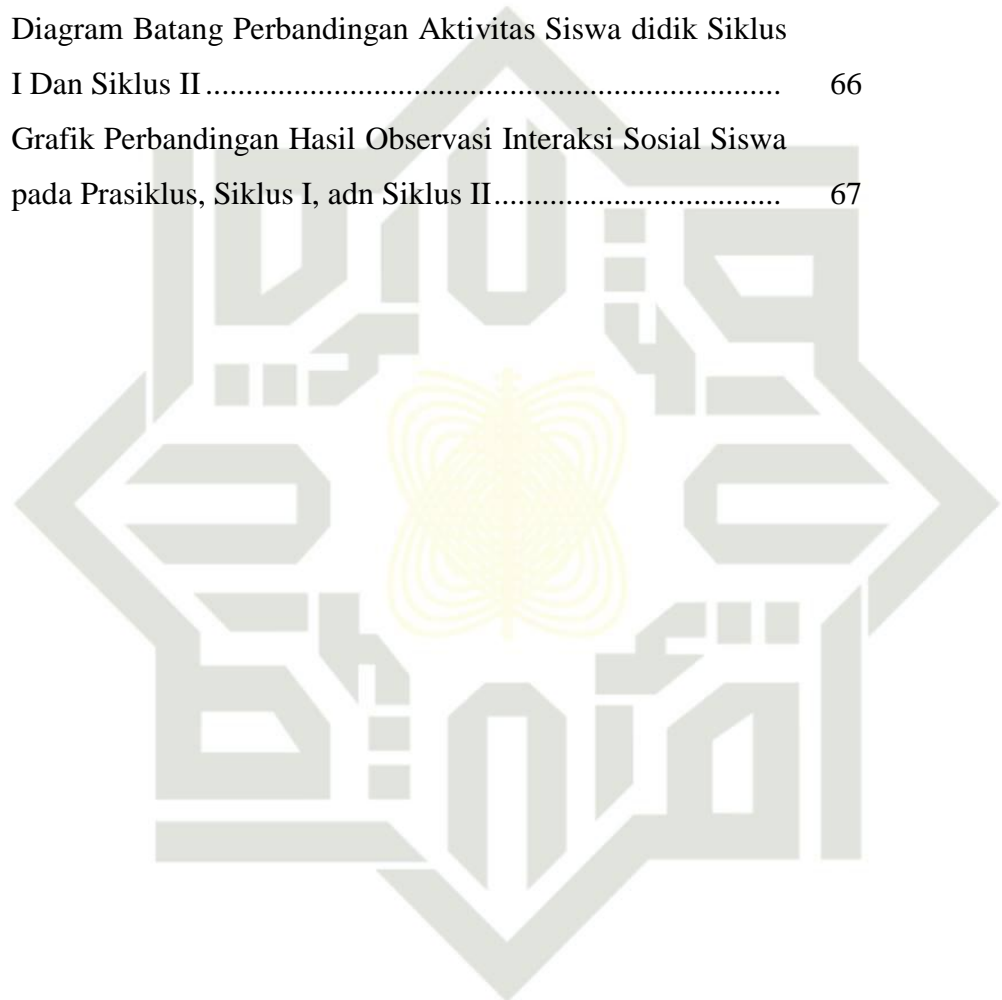 Diagram Batang Perbandingan Aktivitas Siswa didik Siklus
I Dan Siklus II ....................................................................... 66
Grafik Perbandingan Hasil Observasi Interaksi Sosial Siswa
pada Prasiklus, Siklus I, adn Siklus II ................................... 67